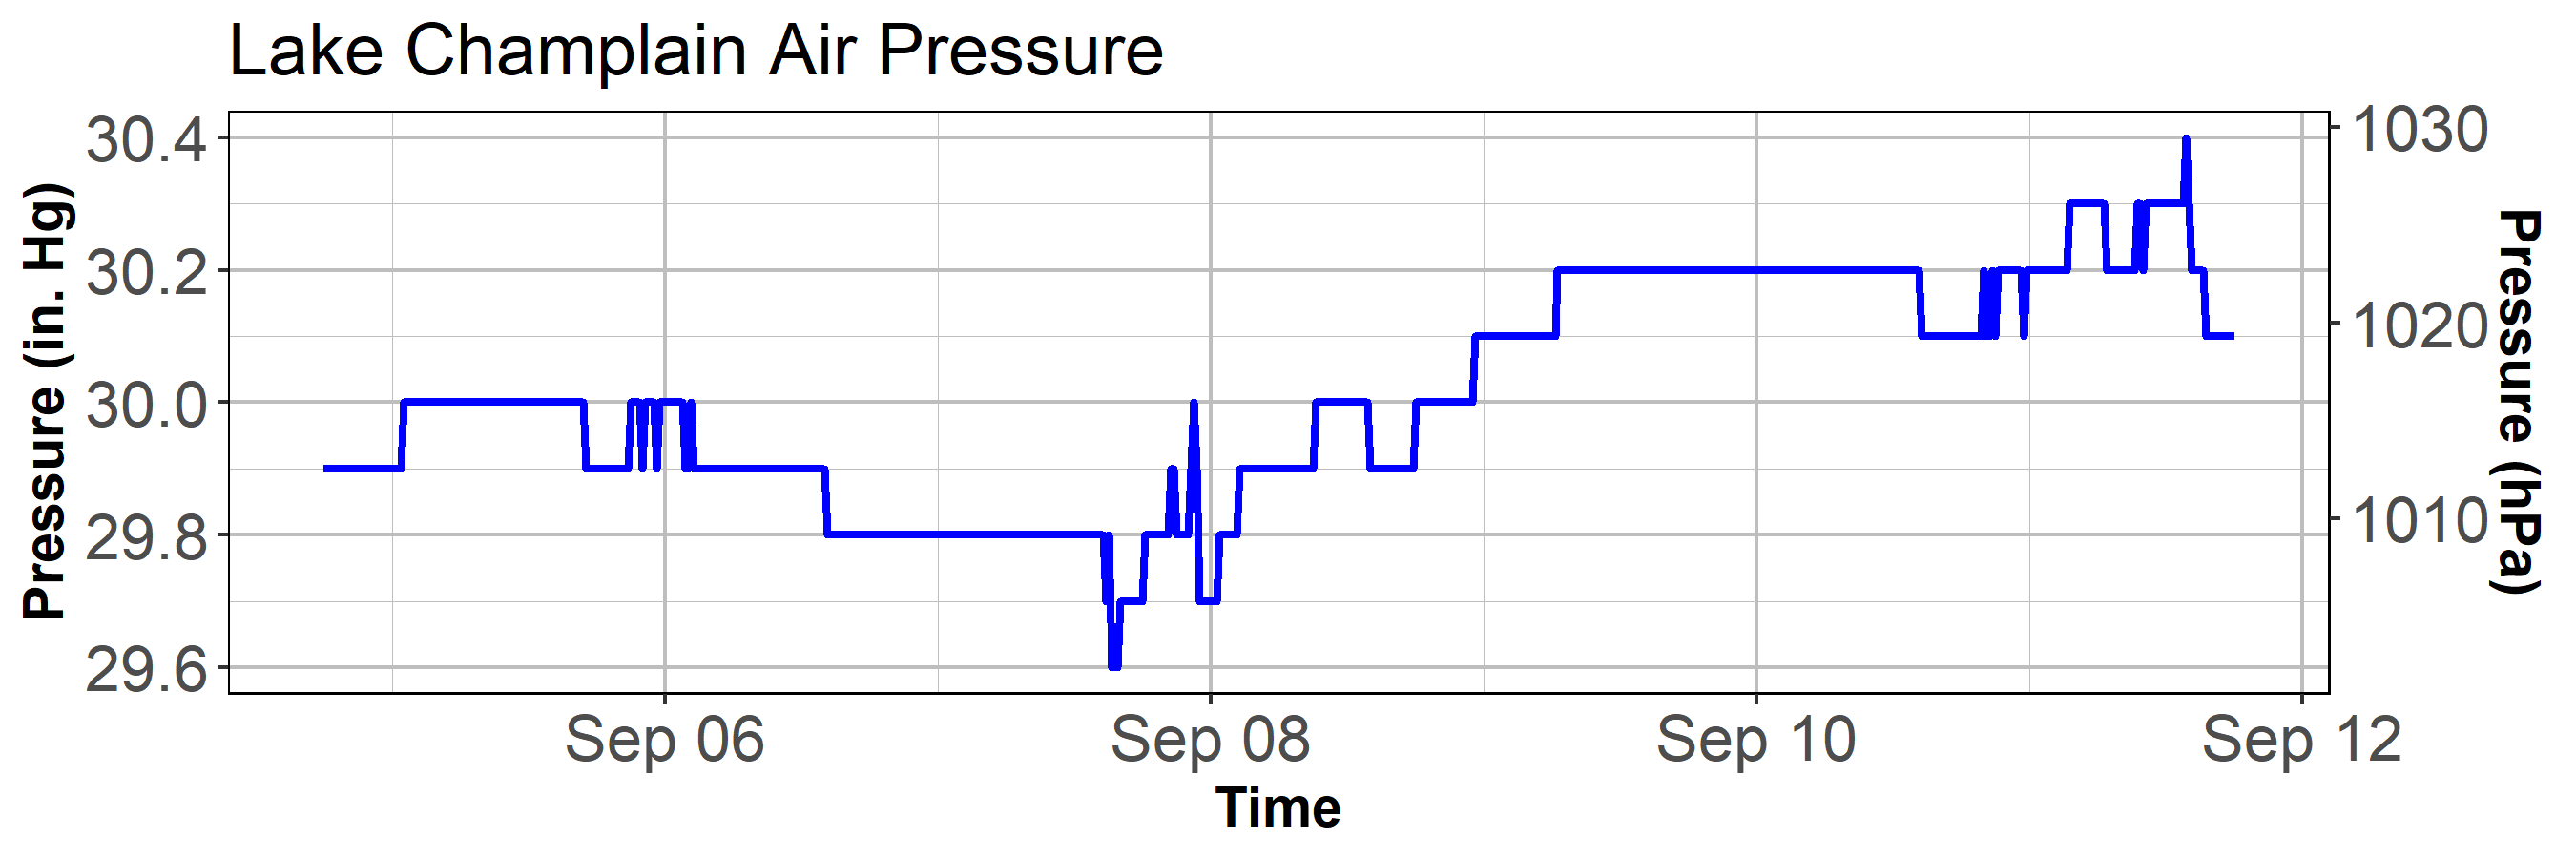 Lake Champlain Air Pressure
Pressure (in. Hg)
30.4
30.2
30.0
29.8
29.6
1030
1020
1010
Pressure (hPa)
Sep 06 Sep 08 Sep 10 Sep 12
Time